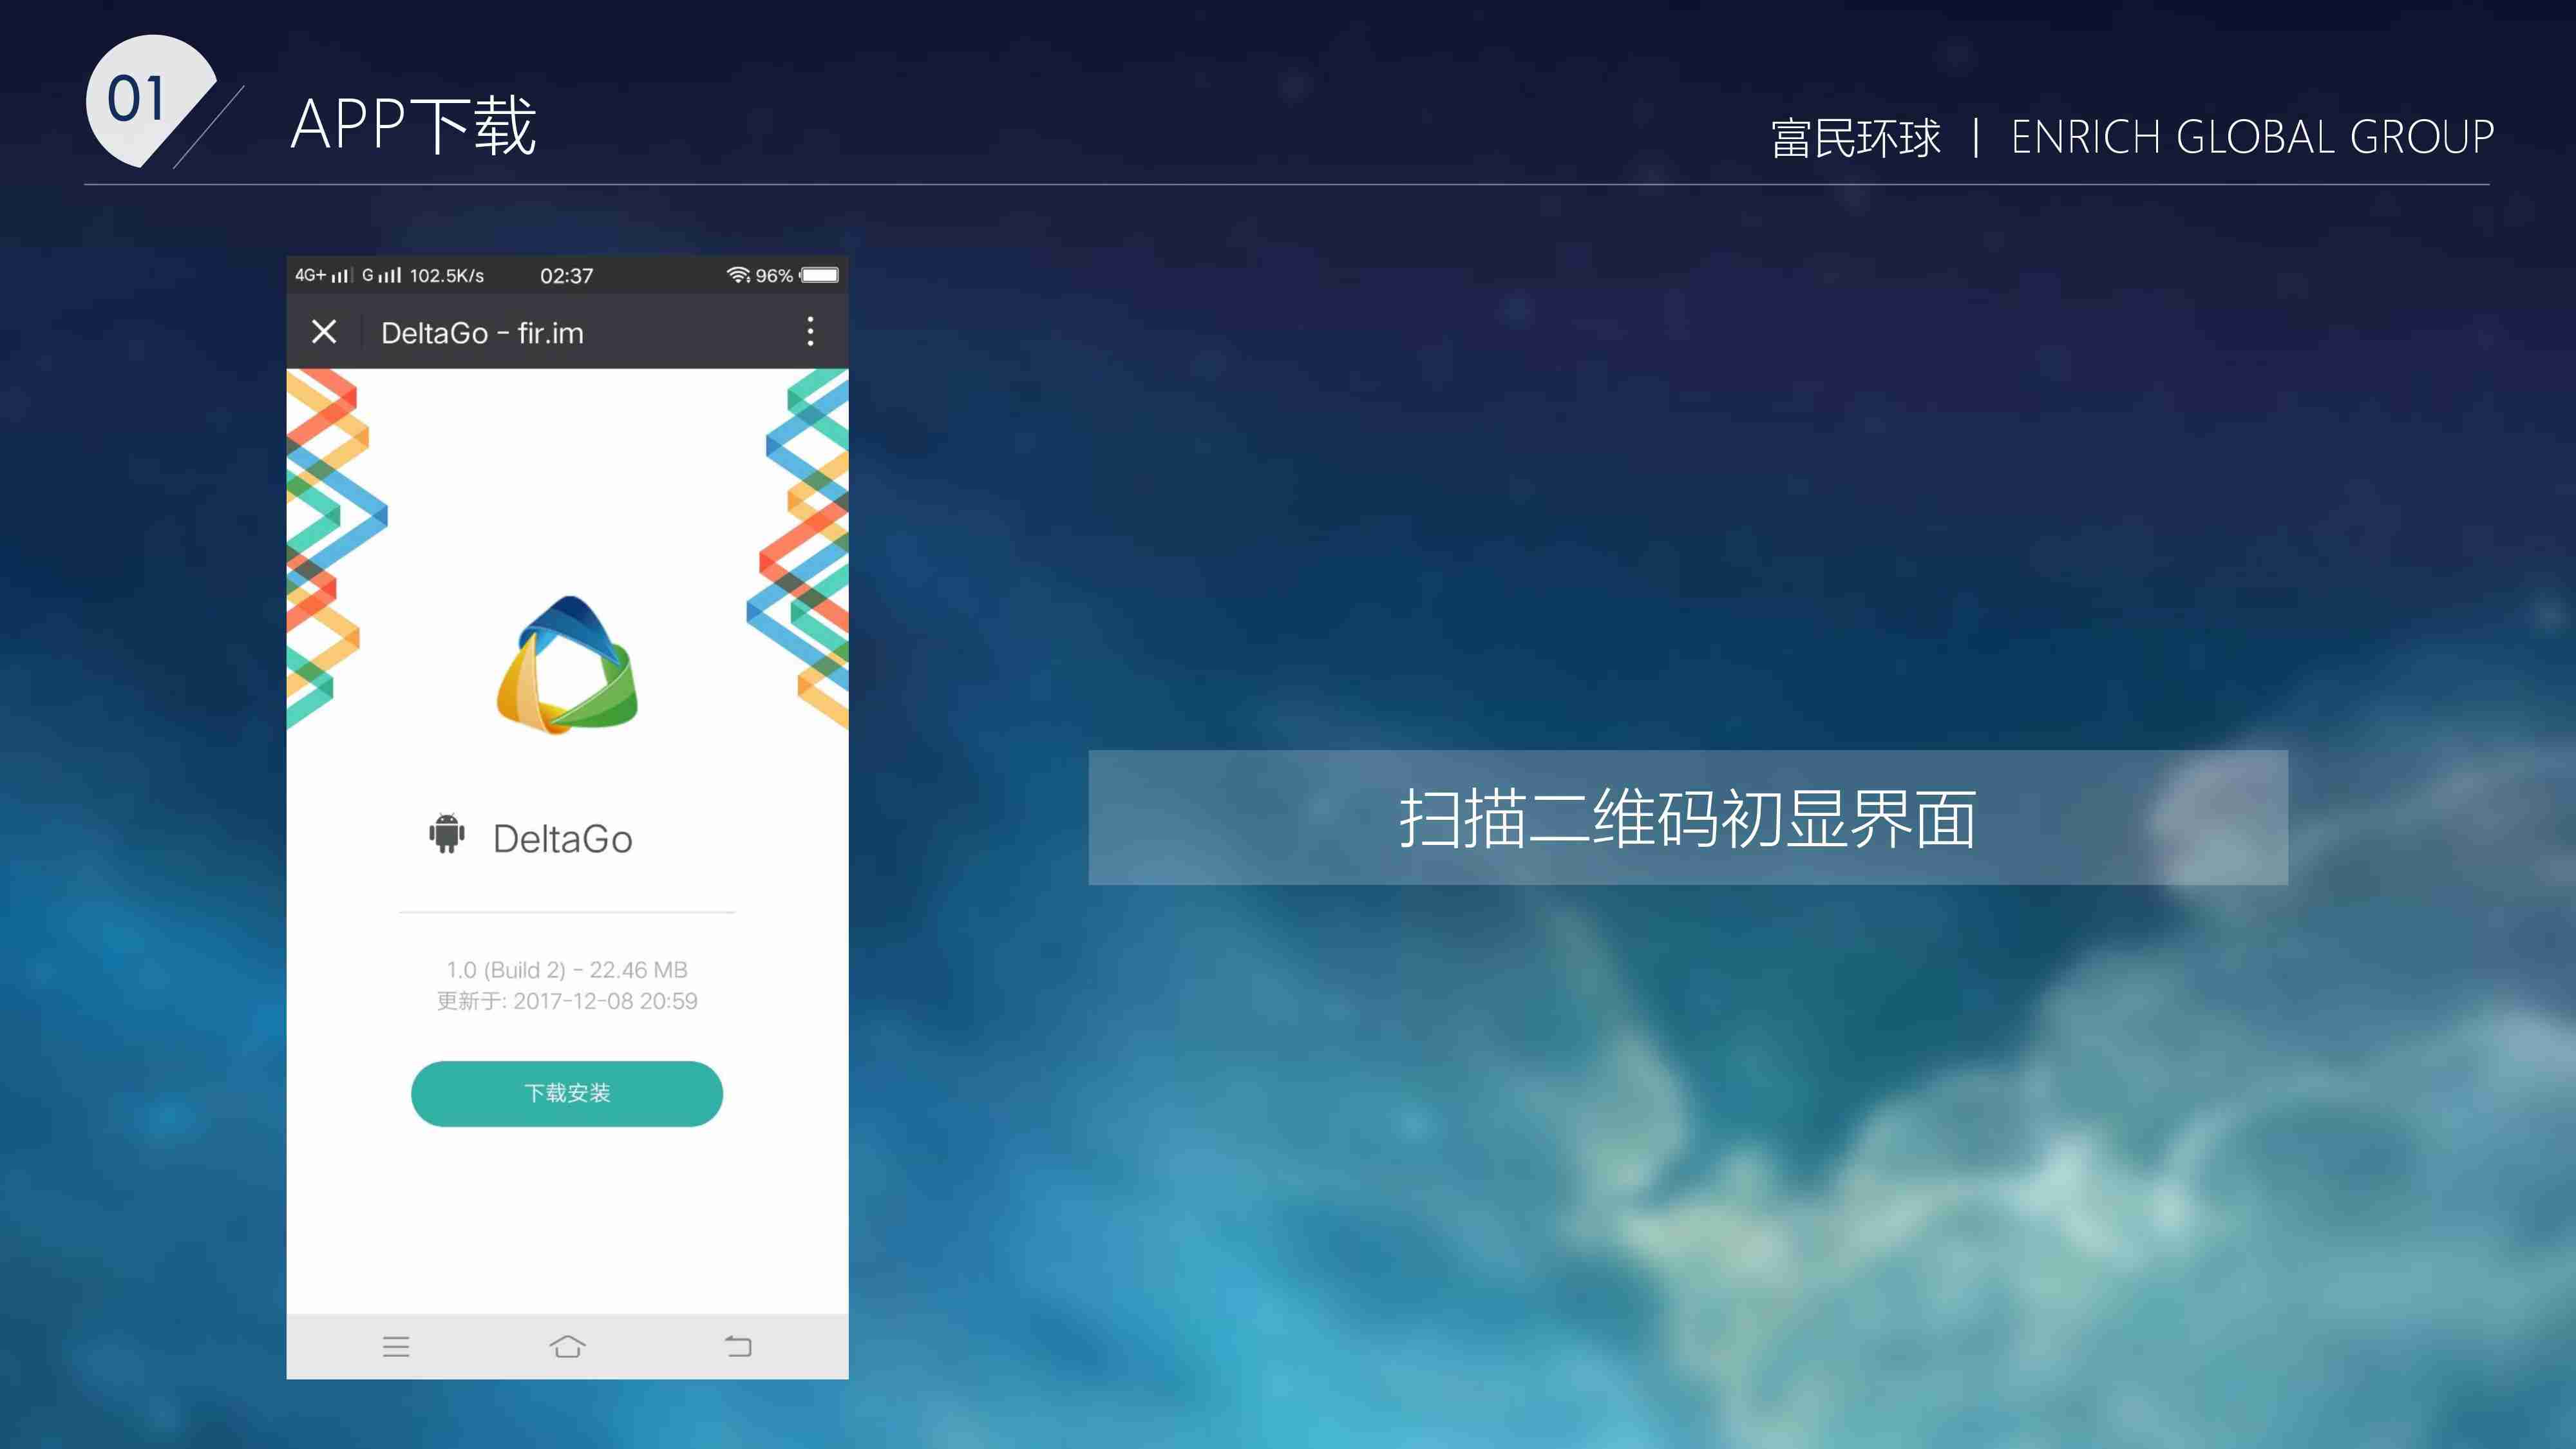 01
APP下载
富民环球 | ENRICH GLOBAL GROUP
4G+ G 102.5K/s 02:37 96%
DeltaGo - fir.im
DeltaGo
扫描二维码初显界面
1.0 (Build 2) - 22.46 MB
更新于: 2017-12-08 20:59
下载安装